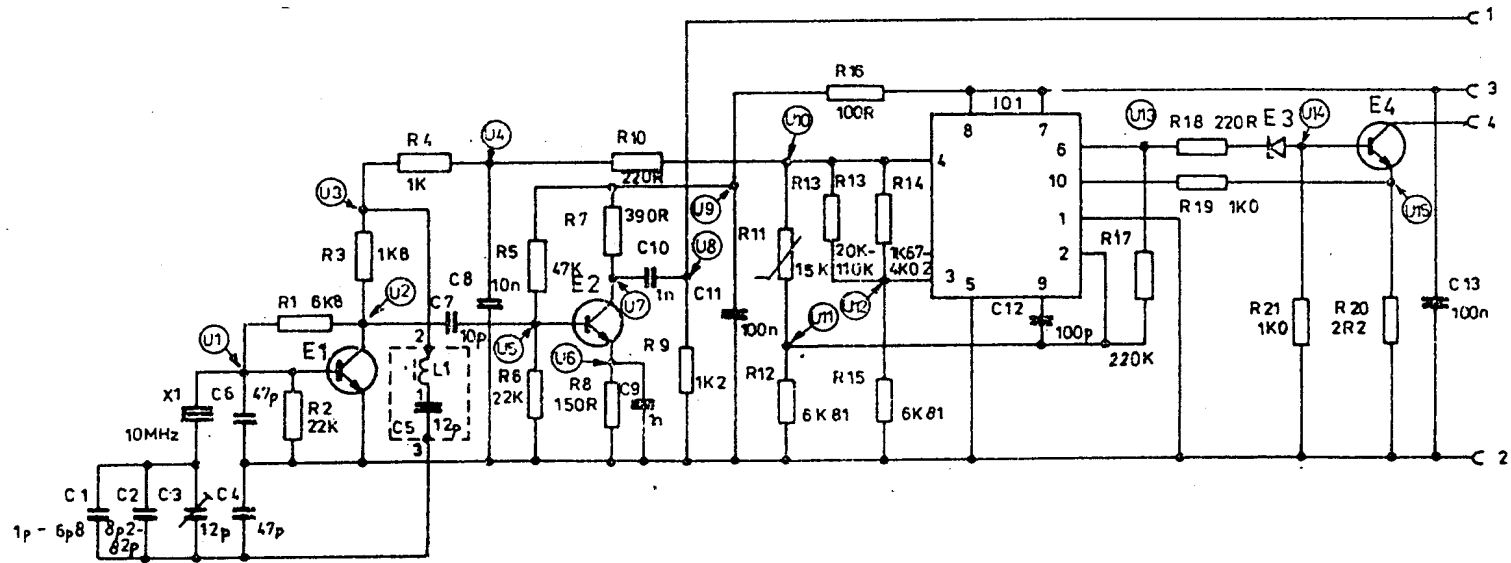 1
R16
100R
IO1
8
7
3
E4
4
U4
R10
220R
U10
4
6
U13
R18 220R
E3
U14
R4
1K
10
R19 1K0
U15
U3
U9
R13
R13
R14
1
R7
390R
R3
1K8
R5
47K
C10
1n
U8
R11
15K
20K-
110K
1K67-
4K02
3
2
R17
R1 6K8
U2
C8
10n
E2
U7
C11
100n
U12
5
9
C12
100p
C13
100n
C7
10p
U5
U11
R21
1K0
R20
2R2
U1
E1
2
L1
1
U6
R9
1K2
220K
X1
10MHz
C6
47p
R2
22K
C5
12p
3
R6
22K
R8
150R
C9
1n
R12
6K81
R15
6K81
2
C1
1p - 6p8
C2
8p2-
82p
C3
12p
C4
47p